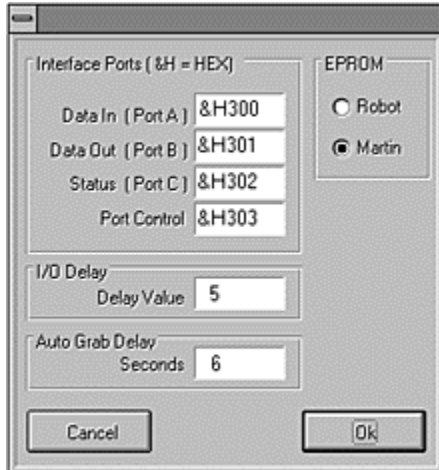 Interface Ports ( &H = HEX)
Data In ( Port A ) &H300
Data Out ( Port B ) &H301
Status ( Port C ) &H302
Port Control &H303
EPROM
Robot
Martin
I/O Delay
Delay Value 5
Auto Grab Delay
Seconds 6
Cancel
Ok